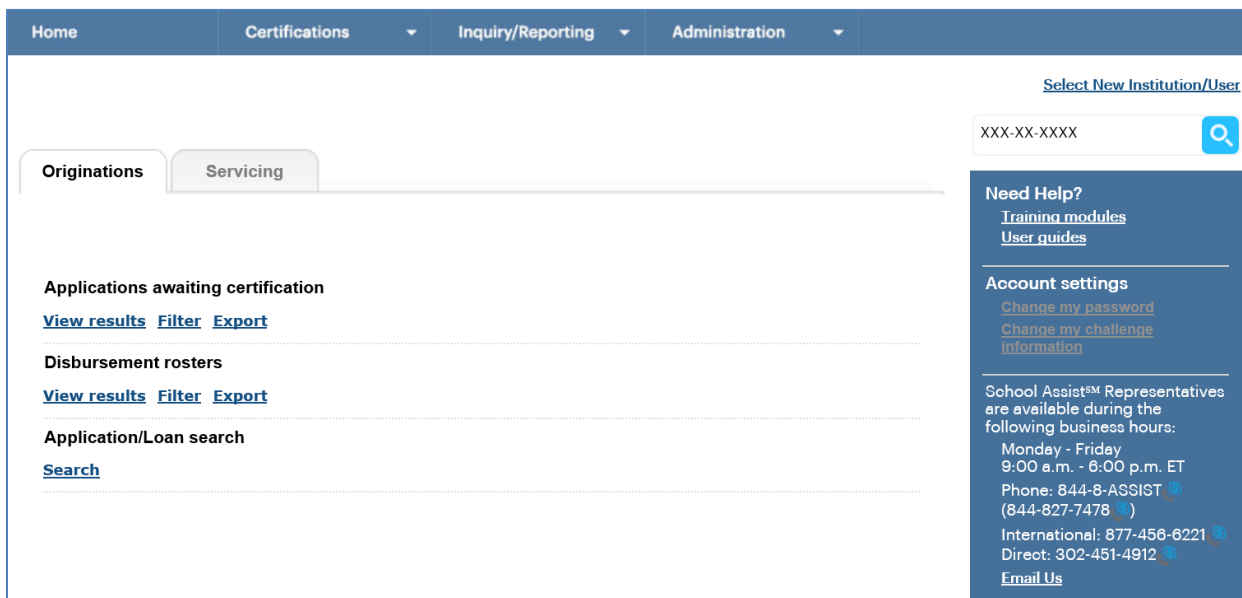 Home Certifications Inquiry/Reporting Administration
Select New Institution/User
XXX-XX-XXXX
Originations Servicing
Applications awaiting certification
View results Filter Export
Disbursement rosters
View results Filter Export
Application/Loan search
Search
Need Help?
Training modules
User guides
Account settings
Change my password
Change my challenge
information
School Assist℠ Representatives
are available during the
following business hours:
Monday - Friday
9:00 a.m. - 6:00 p.m. ET
Phone: 844-8-ASSIST
(844-827-7478)
International: 877-456-6221
Direct: 302-451-4912
Email Us